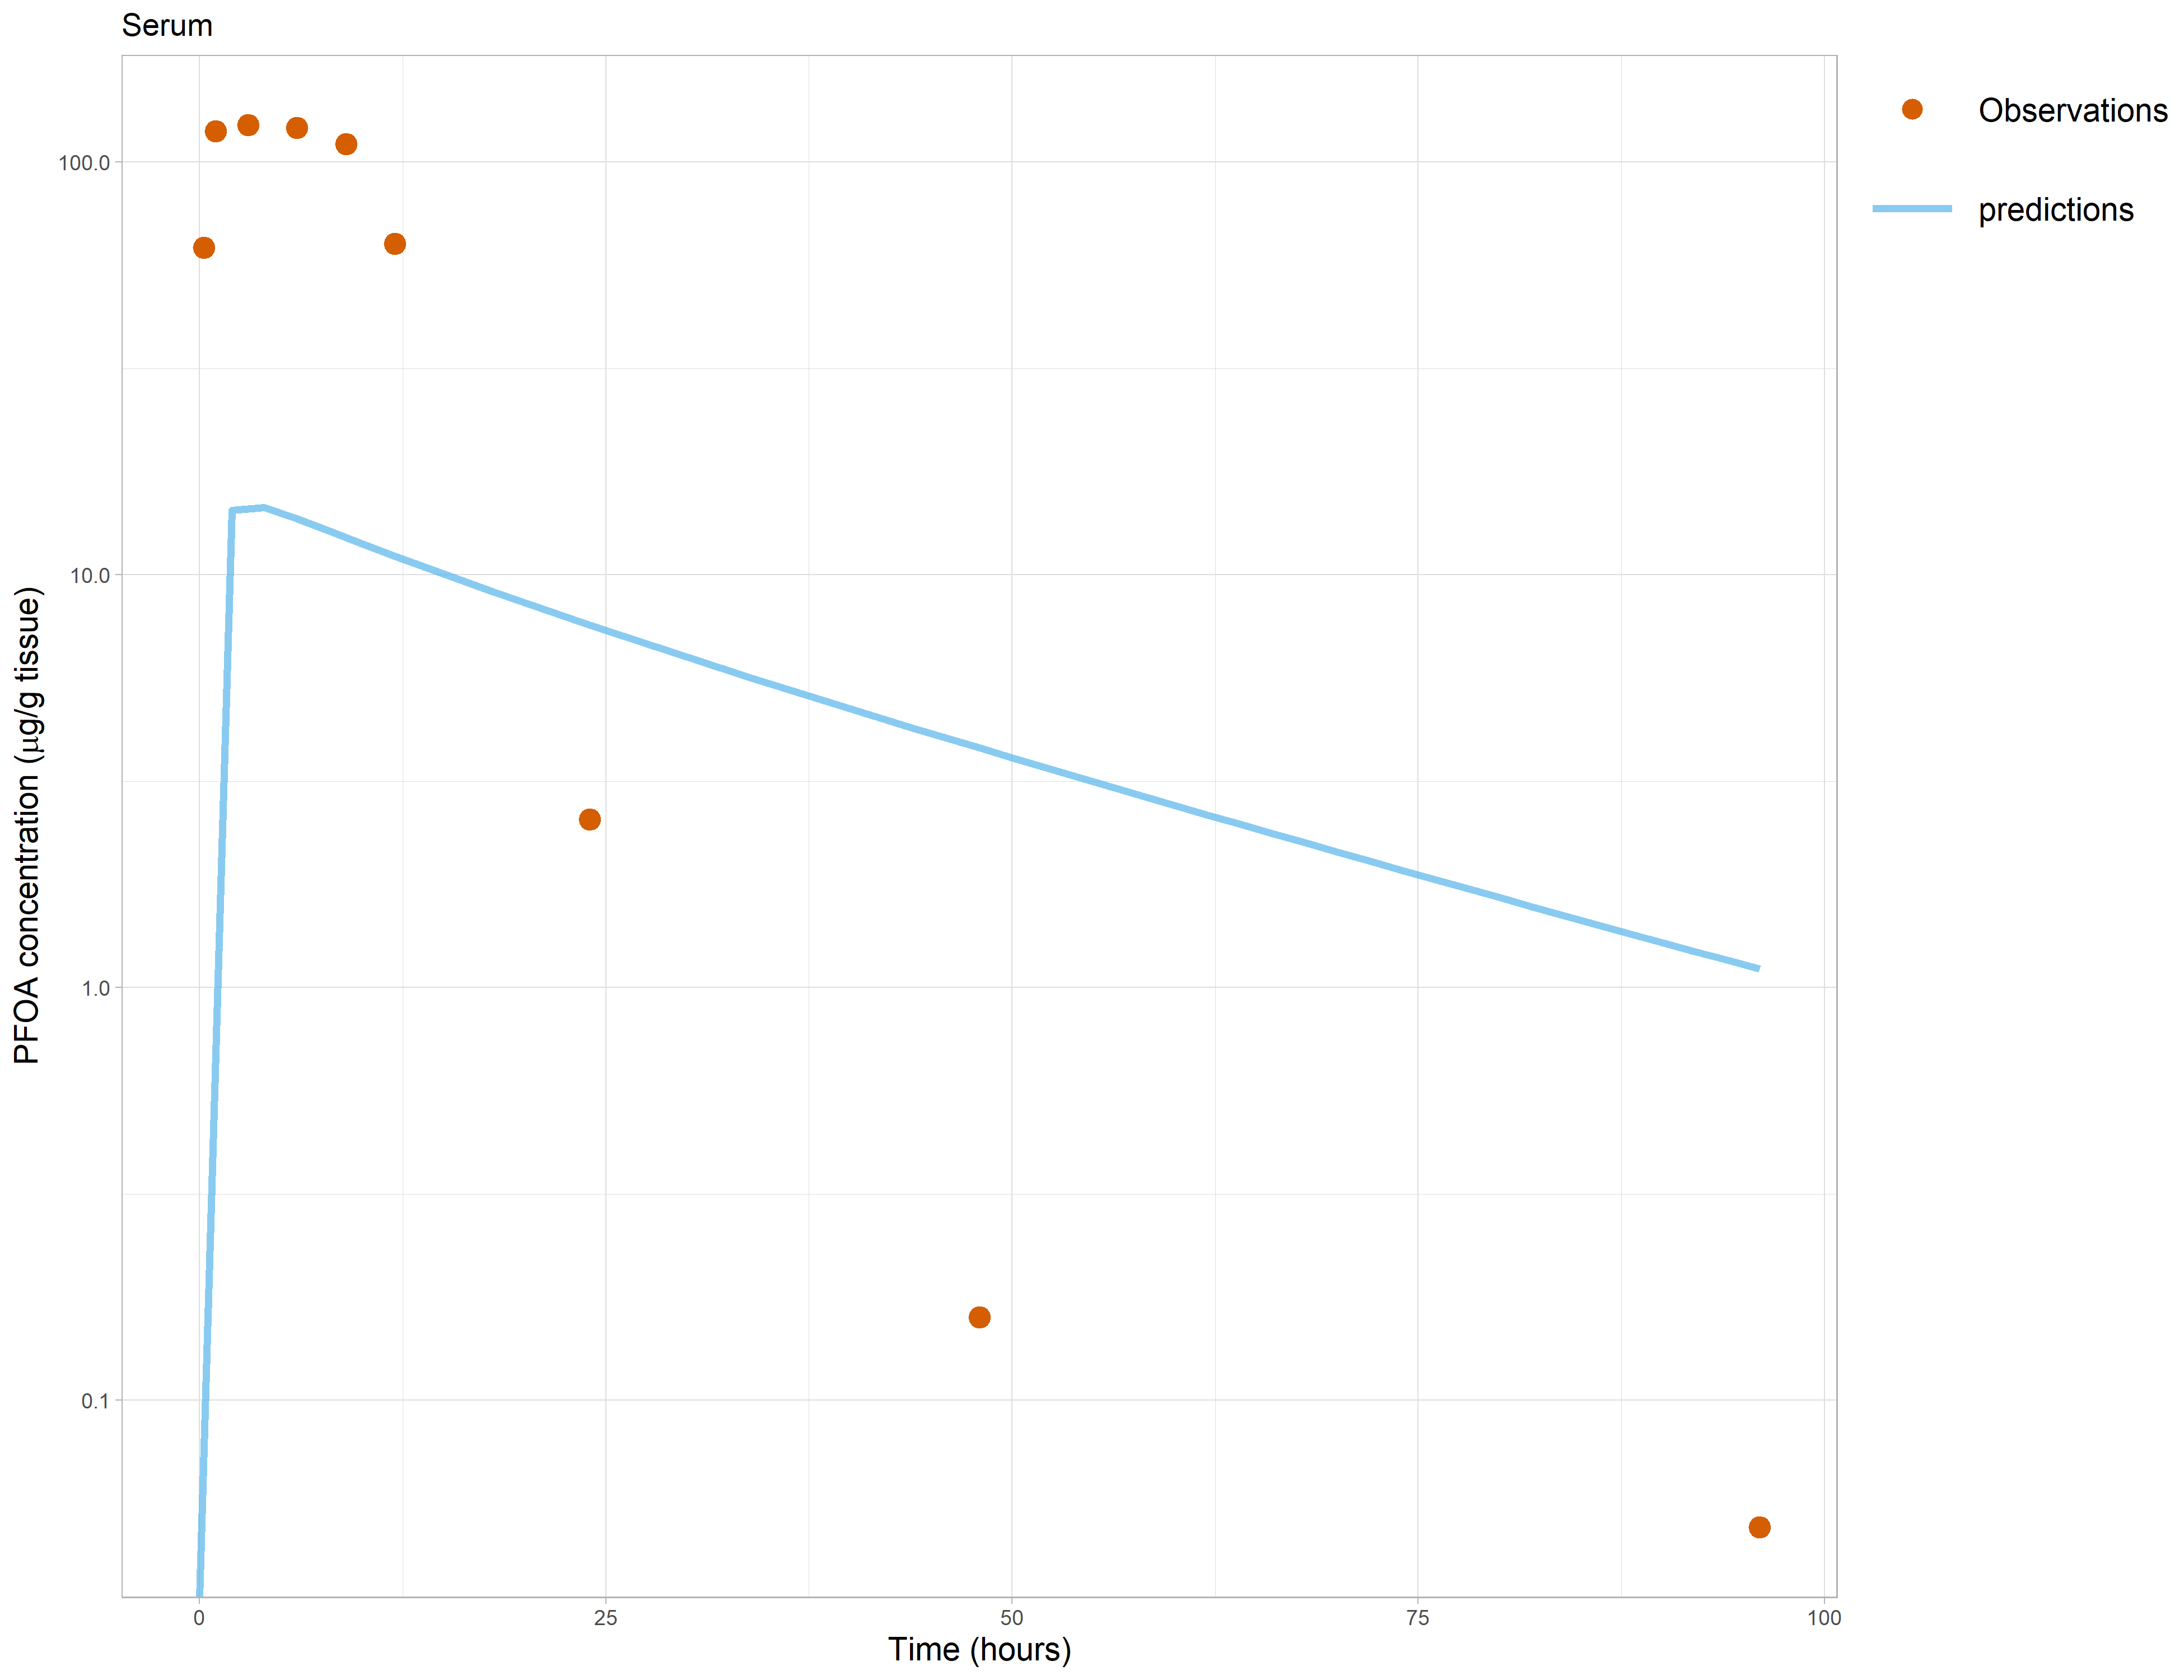 Serum
Observations
predictions
PFOA concentration (μg/g tissue)
100.0
10.0
1.0
0.1
0 25 50 75 100
Time (hours)